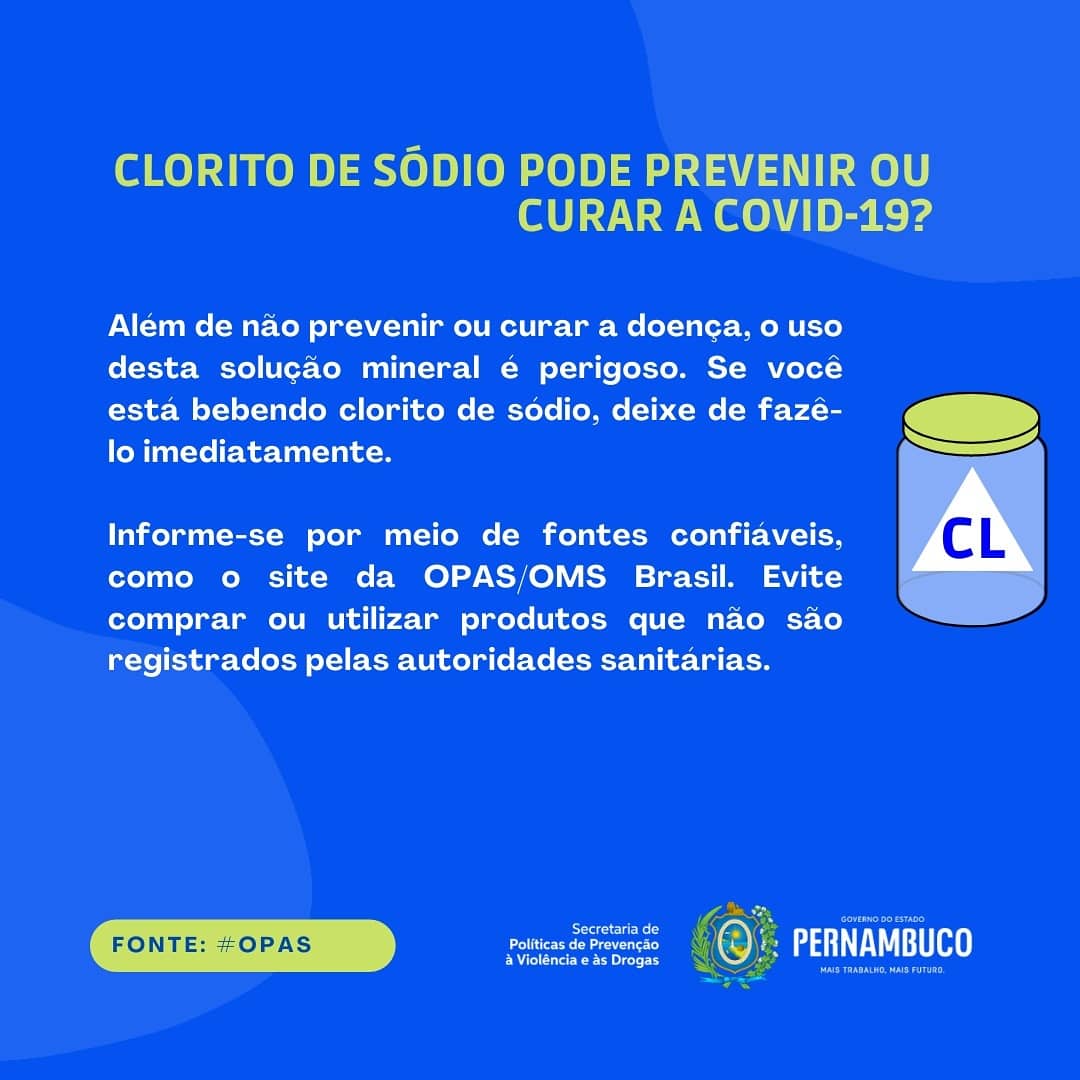 CLORITO DE SÓDIO PODE PREVENIR OU
CURAR A COVID-19?
Além de não prevenir ou curar a doença, o uso
desta solução mineral é perigoso. Se você
está bebendo clorito de sódio, deixe de fazê-
lo imediatamente.
CL
Informe-se por meio de fontes confiáveis,
como o site da OPAS/OMS Brasil. Evite
comprar ou utilizar produtos que não são
registrados pelas autoridades sanitárias.
FONTE: #OPAS
Secretaria de
Políticas de Prevenção
à Violência e às Drogas
GOVERNO DO ESTADO
PERNAMBUCO
MAIS TRABALHO, MAIS FUTURO.